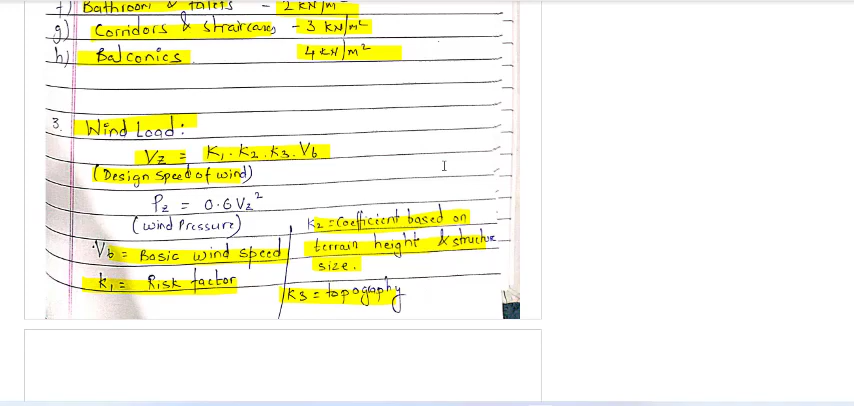 f) Bathroom & toilets - 2 kN/m²
g) Corridors & staircases - 3 kN/m²
h) Balconics 4 kN/m²
3. Wind Load:
Vz = K1.K2.K3.Vb
(Design Speed of wind)
Pz = 0.6 Vz²
(wind Pressure)
Vb = Basic wind speed
k1 = Risk factor
K2 = Coefficient based on
terrain height & structure
size.
K3 = topography